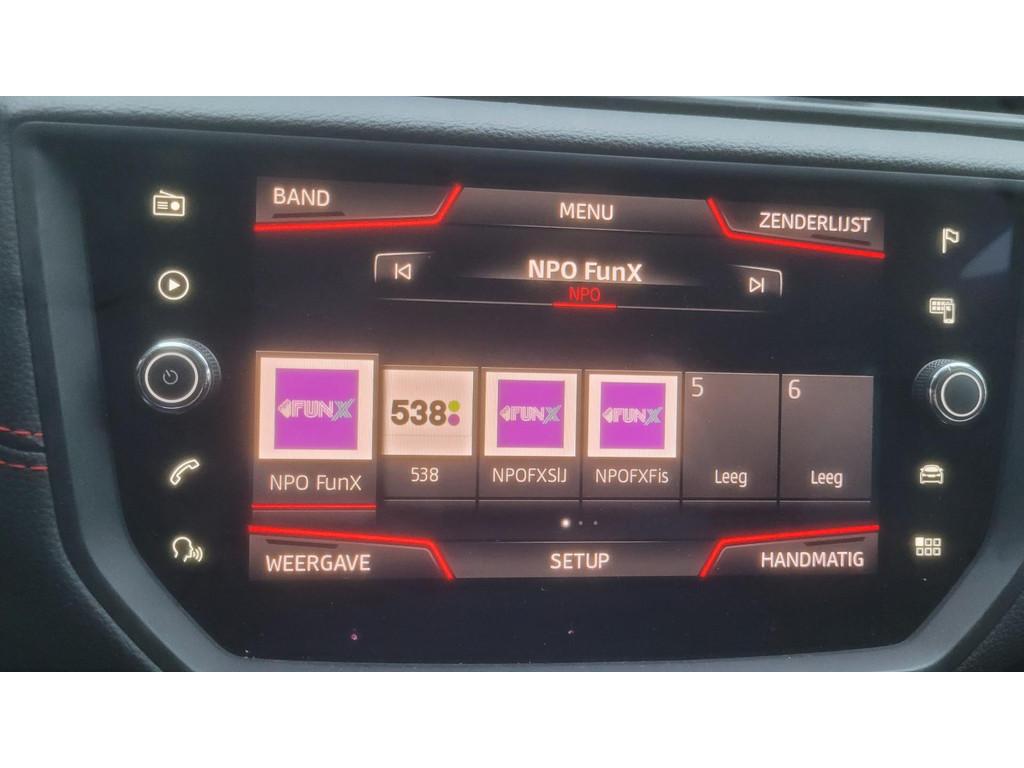 BAND
MENU
ZENDERLIJST
NPO FunX
NPO
FUNX
538
FUNX
FUNX
5
6
NPO FunX
538
NPOFXSIJ
NPOFXFis
Leeg
Leeg
WEERGAVE
SETUP
HANDMATIG